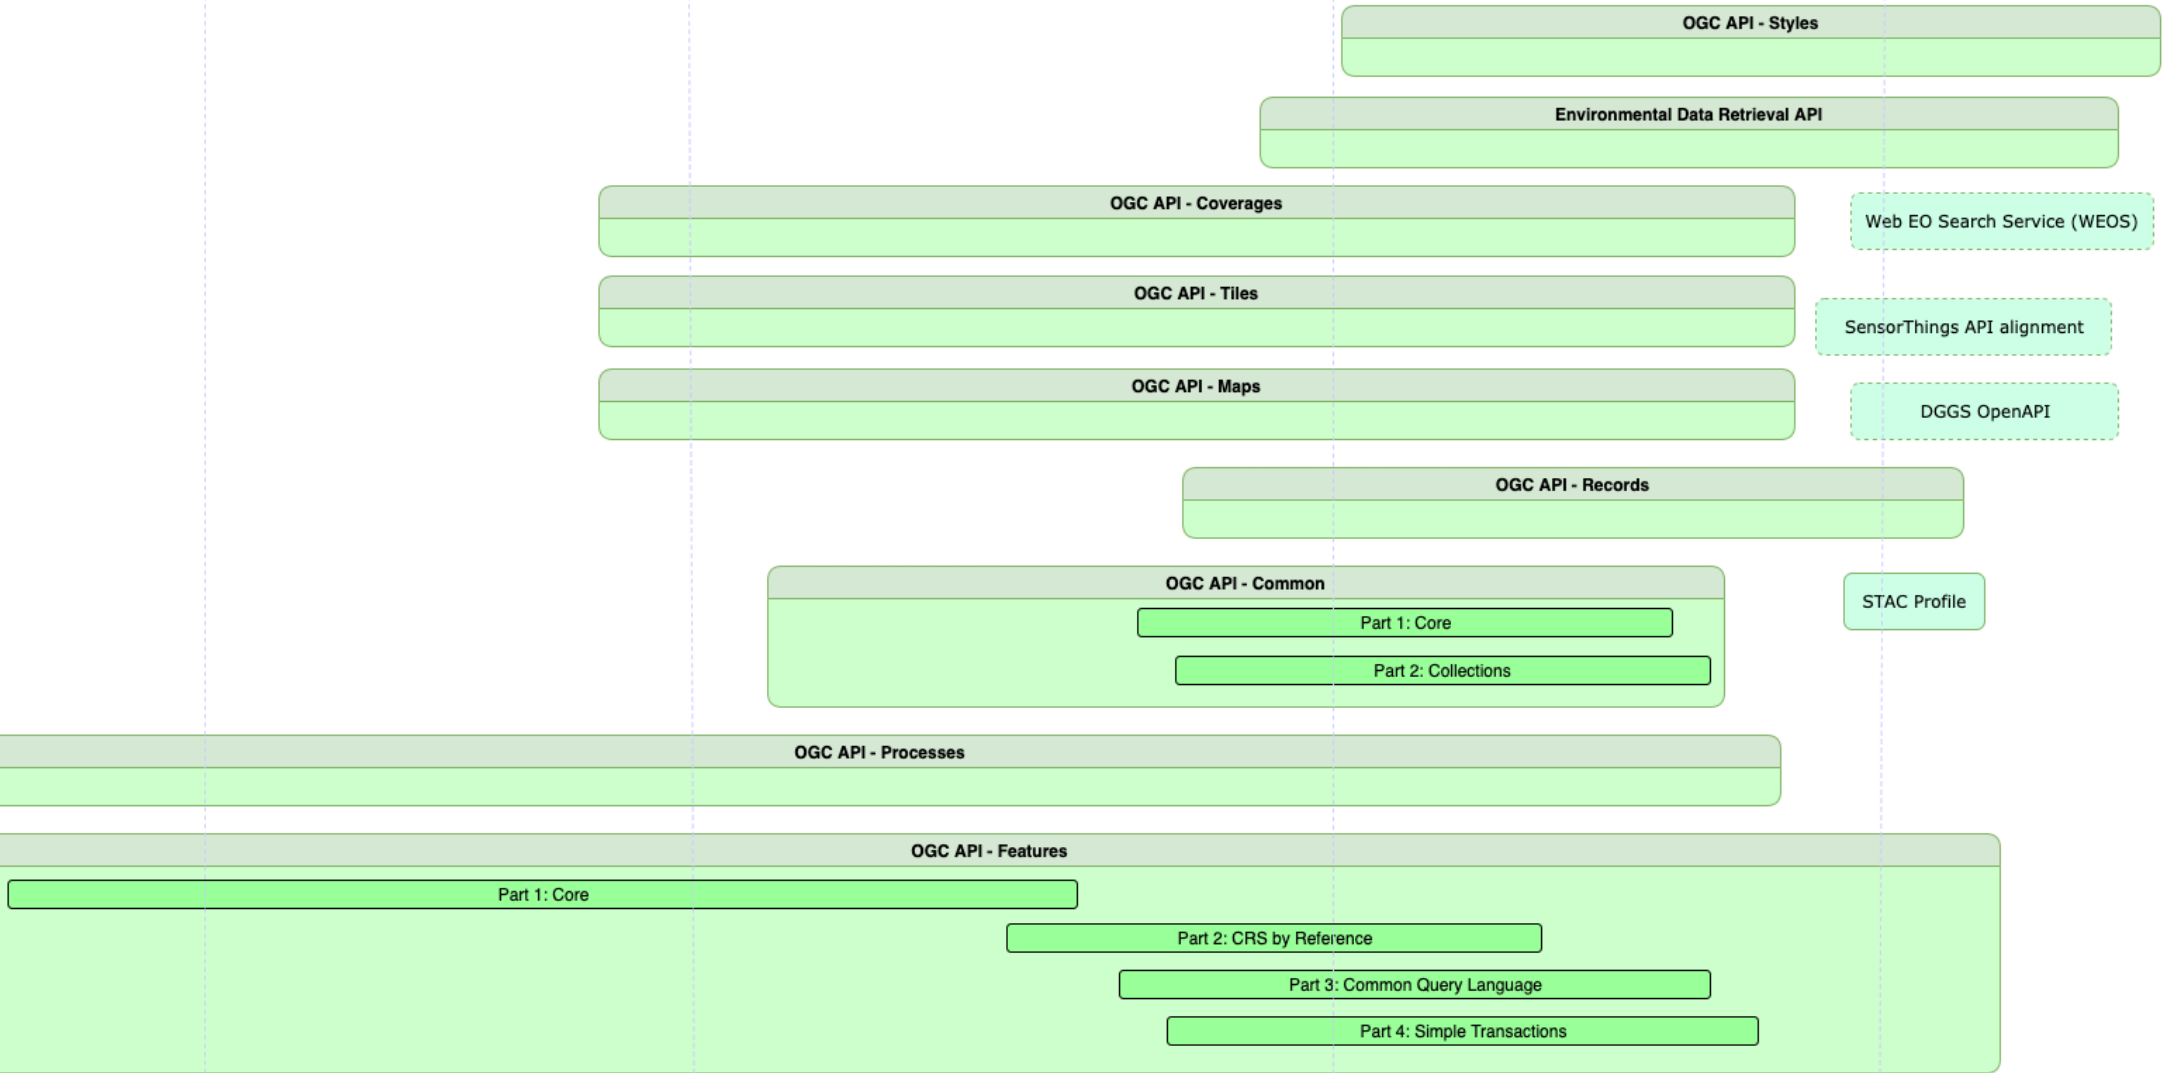 OGC API - Styles
Environmental Data Retrieval API
OGC API - Coverages
Web EO Search Service (WEOS)
OGC API - Tiles
SensorThings API alignment
OGC API - Maps
DGGS OpenAPI
OGC API - Records
OGC API - Common
Part 1: Core
STAC Profile
Part 2: Collections
OGC API - Processes
OGC API - Features
Part 1: Core
Part 2: CRS by Reference
Part 3: Common Query Language
Part 4: Simple Transactions